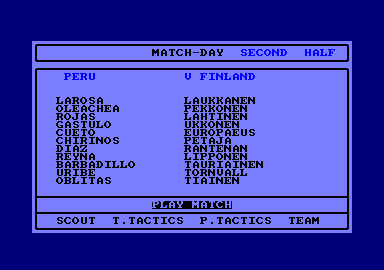 MATCH-DAY SECOND HALF
PERU V FINLAND
LAROSA LAUKKANEN
OLEACHEA PEKKONEN
ROJAS LAHTINEN
GASTULO UKKONEN
CUETO EUROPAEUS
CHIRINOS PETAJA
DIAZ RANTENAN
REYNA LIPPONEN
BARBADILLO TAURIAINEN
URIBE TORNVALL
OBLITAS TIAINEN
PLAY MATCH
SCOUT T.TACTICS P.TACTICS TEAM